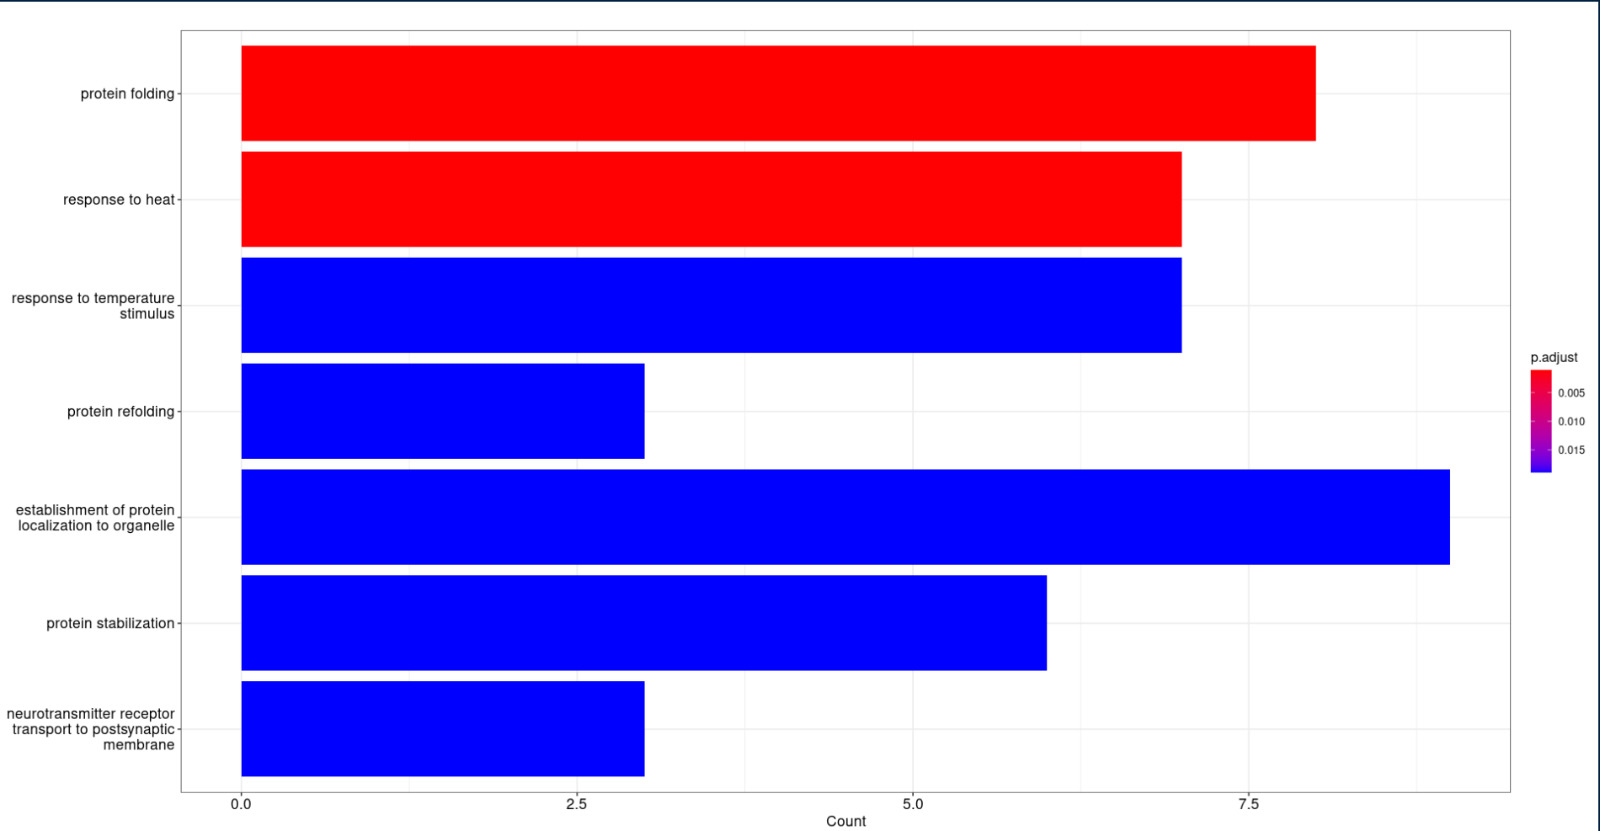 protein folding
response to heat
response to temperature
stimulus
protein refolding
establishment of protein
localization to organelle
protein stabilization
neurotransmitter receptor
transport to postsynaptic
membrane
0.0
2.5
5.0
7.5
Count
p.adjust
0.005
0.010
0.015